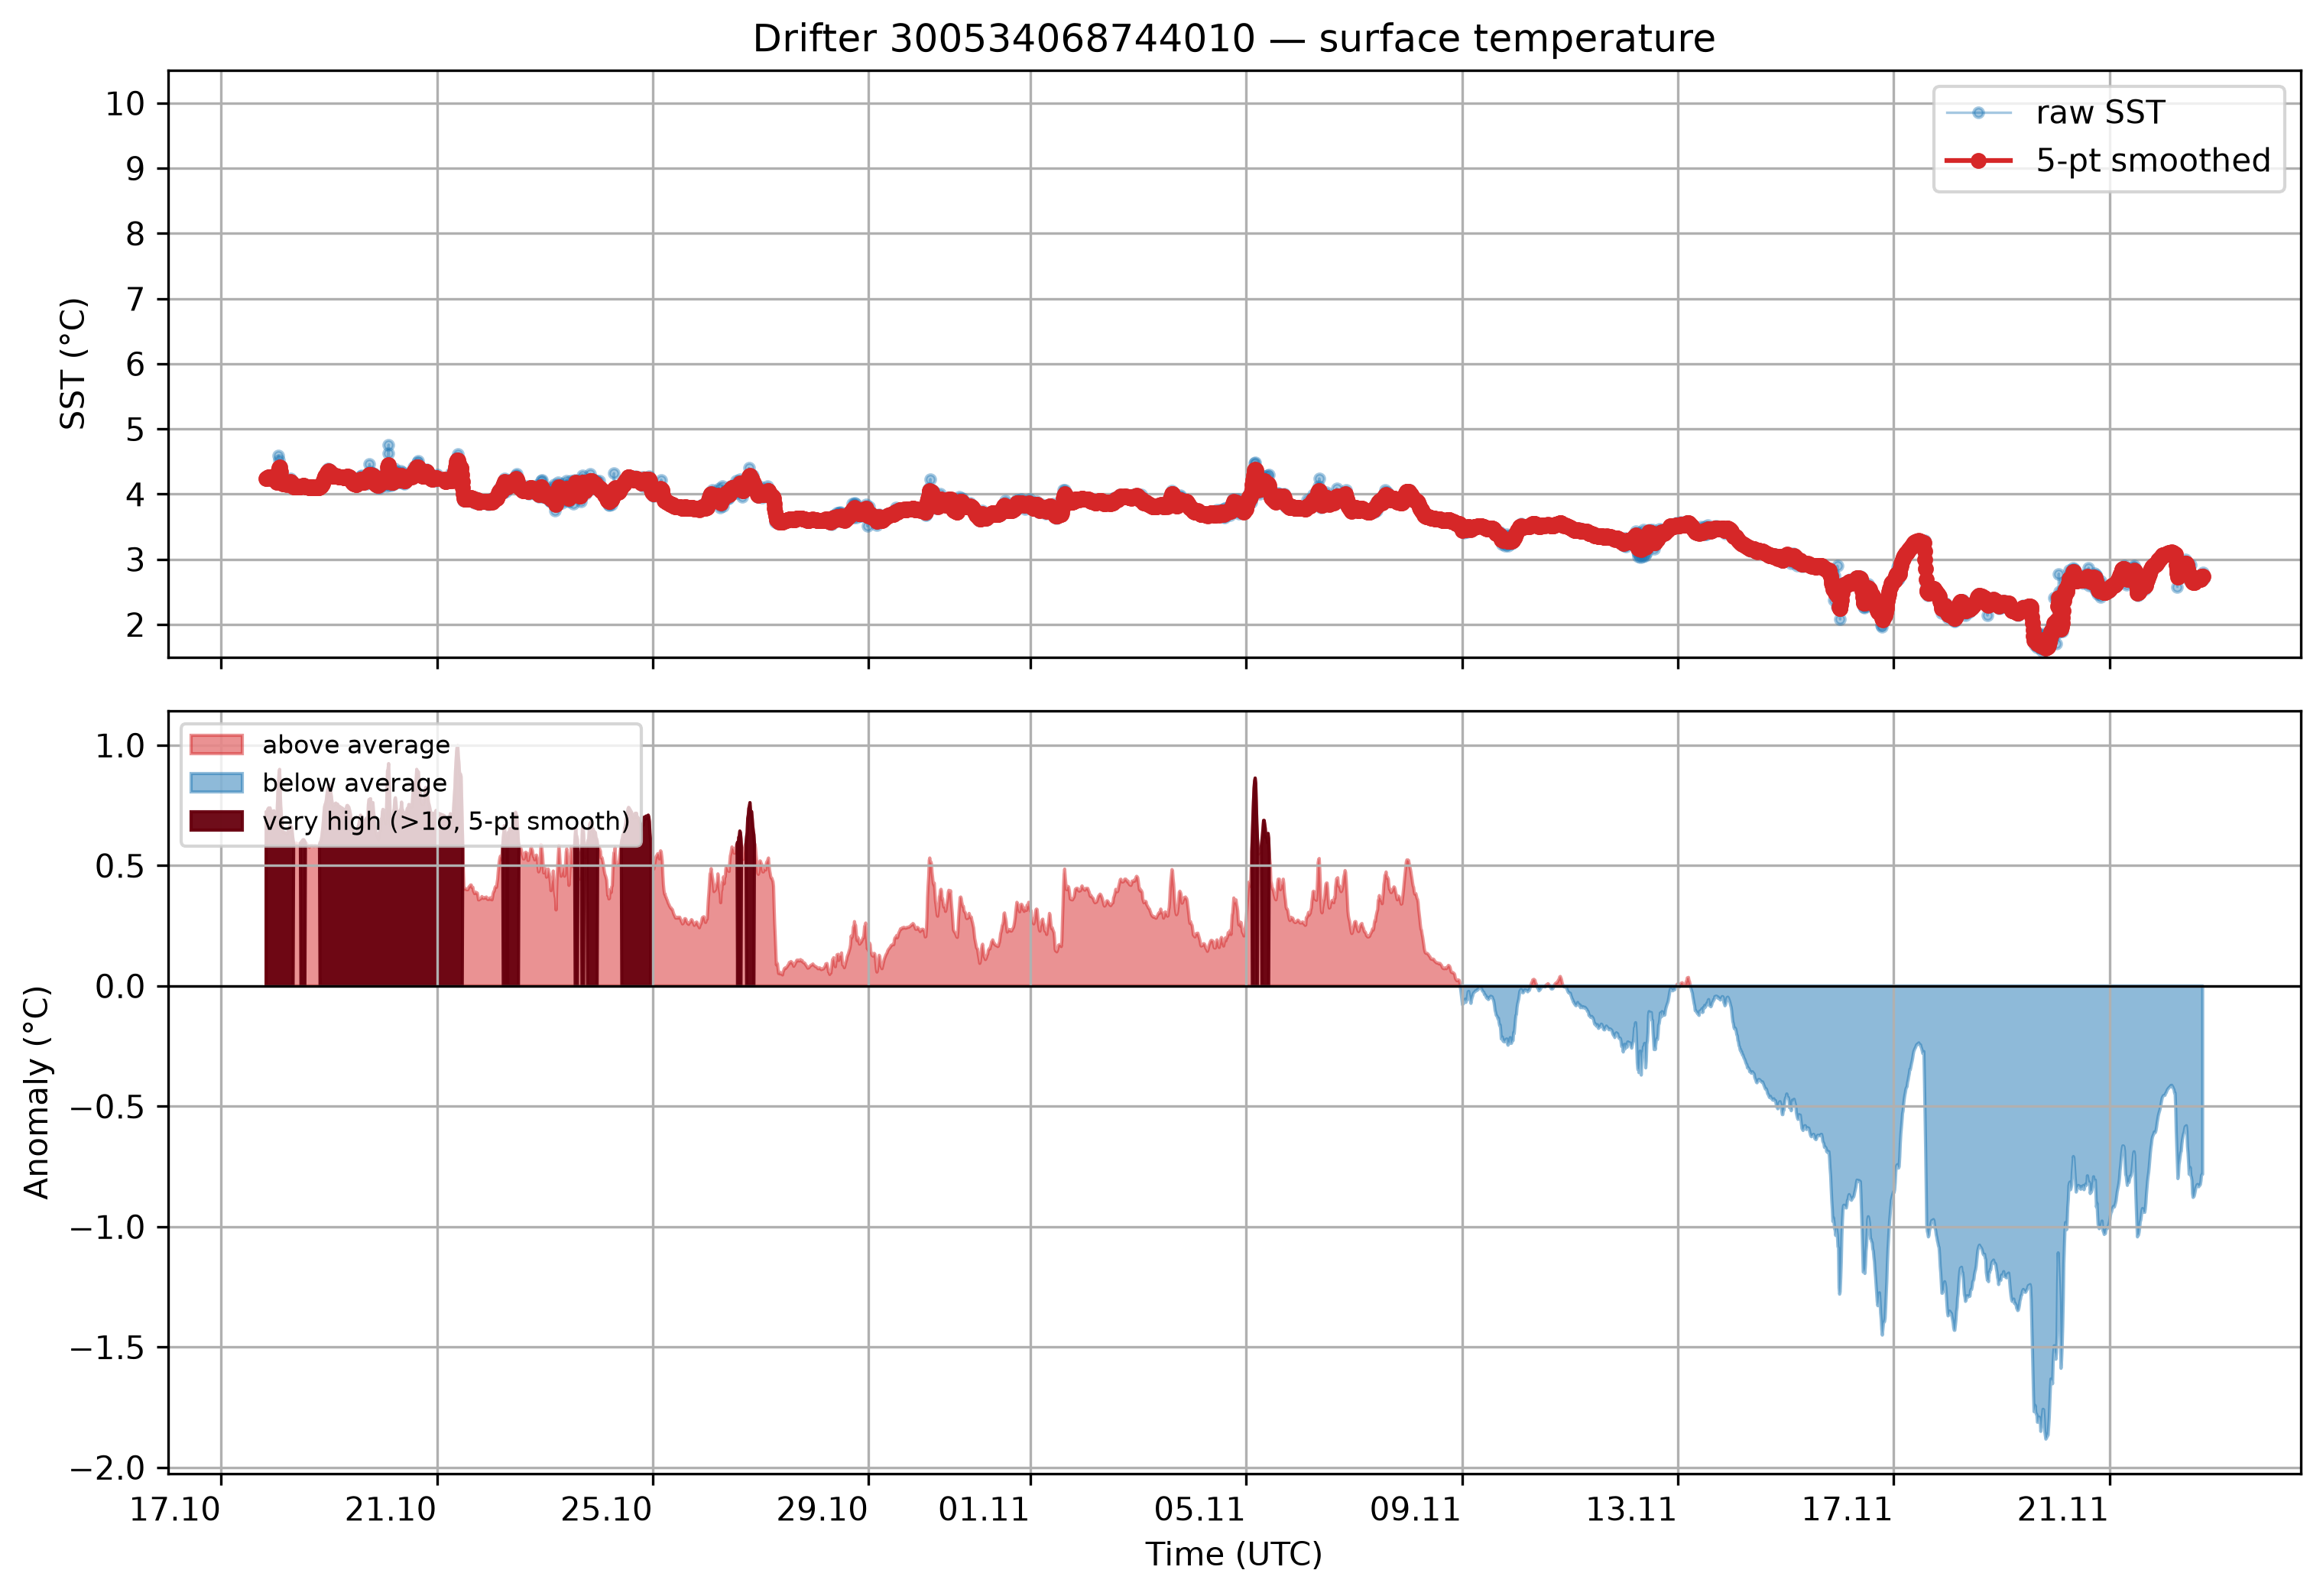 Drifter 300534068744010 — surface temperature
10
9
8
7
6
5
4
3
2
SST (°C)
raw SST
5-pt smoothed
1.0
0.5
0.0
−0.5
−1.0
−1.5
−2.0
Anomaly (°C)
above average
below average
very high (>1σ, 5-pt smooth)
17.10 21.10 25.10 29.10 01.11 05.11 09.11 13.11 17.11 21.11
Time (UTC)